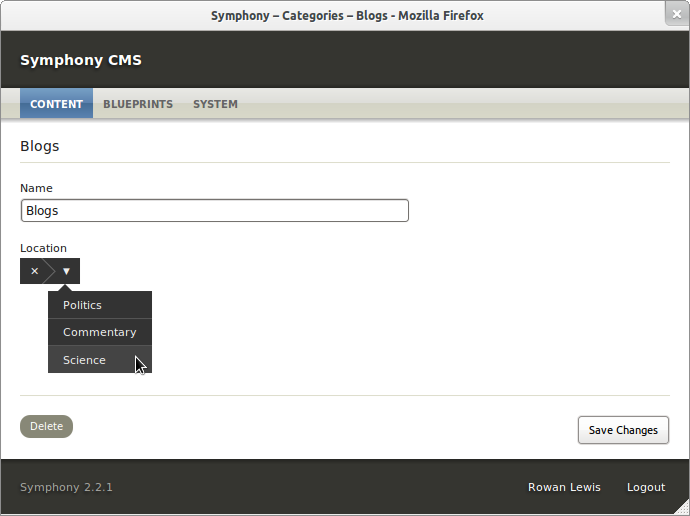 Symphony – Categories – Blogs - Mozilla Firefox
Symphony CMS
CONTENT BLUEPRINTS SYSTEM
Blogs
Name
Blogs
Location
Politics
Commentary
Science
Delete Save Changes
Symphony 2.2.1 Rowan Lewis Logout